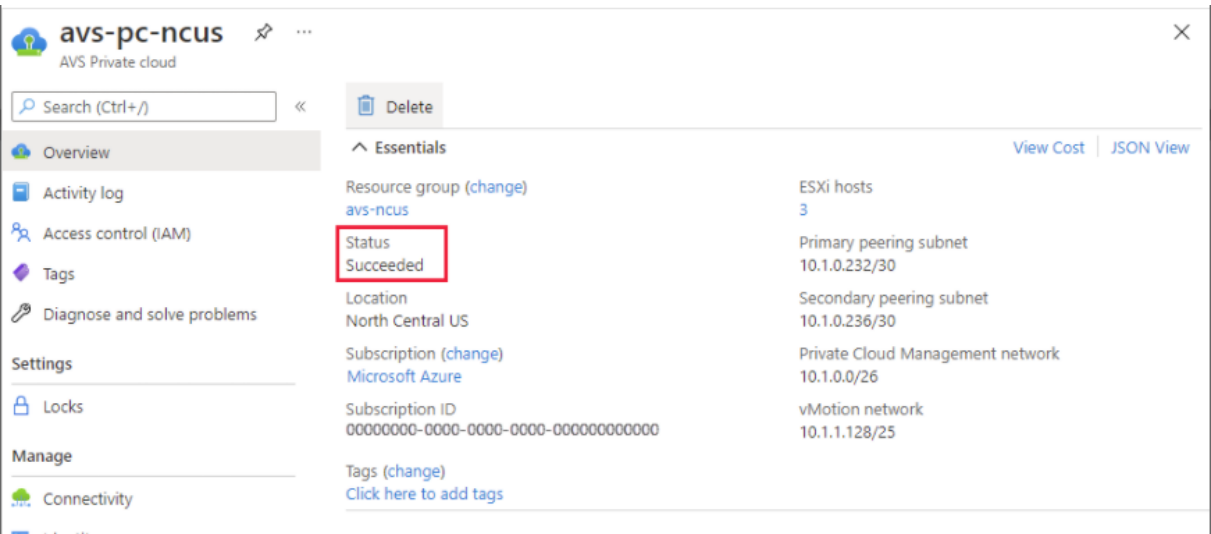 avs-pc-ncus
AVS Private cloud
Search (Ctrl+/)
Overview
Activity log
Access control (IAM)
Tags
Diagnose and solve problems
Settings
Locks
Manage
Connectivity
Delete
Essentials
View Cost
JSON View
Resource group (change)
avs-ncus
Status
Succeeded
Location
North Central US
Subscription (change)
Microsoft Azure
Subscription ID
00000000-0000-0000-0000-000000000000
Tags (change)
Click here to add tags
ESXi hosts
3
Primary peering subnet
10.1.0.232/30
Secondary peering subnet
10.1.0.236/30
Private Cloud Management network
10.1.0.0/26
vMotion network
10.1.1.128/25